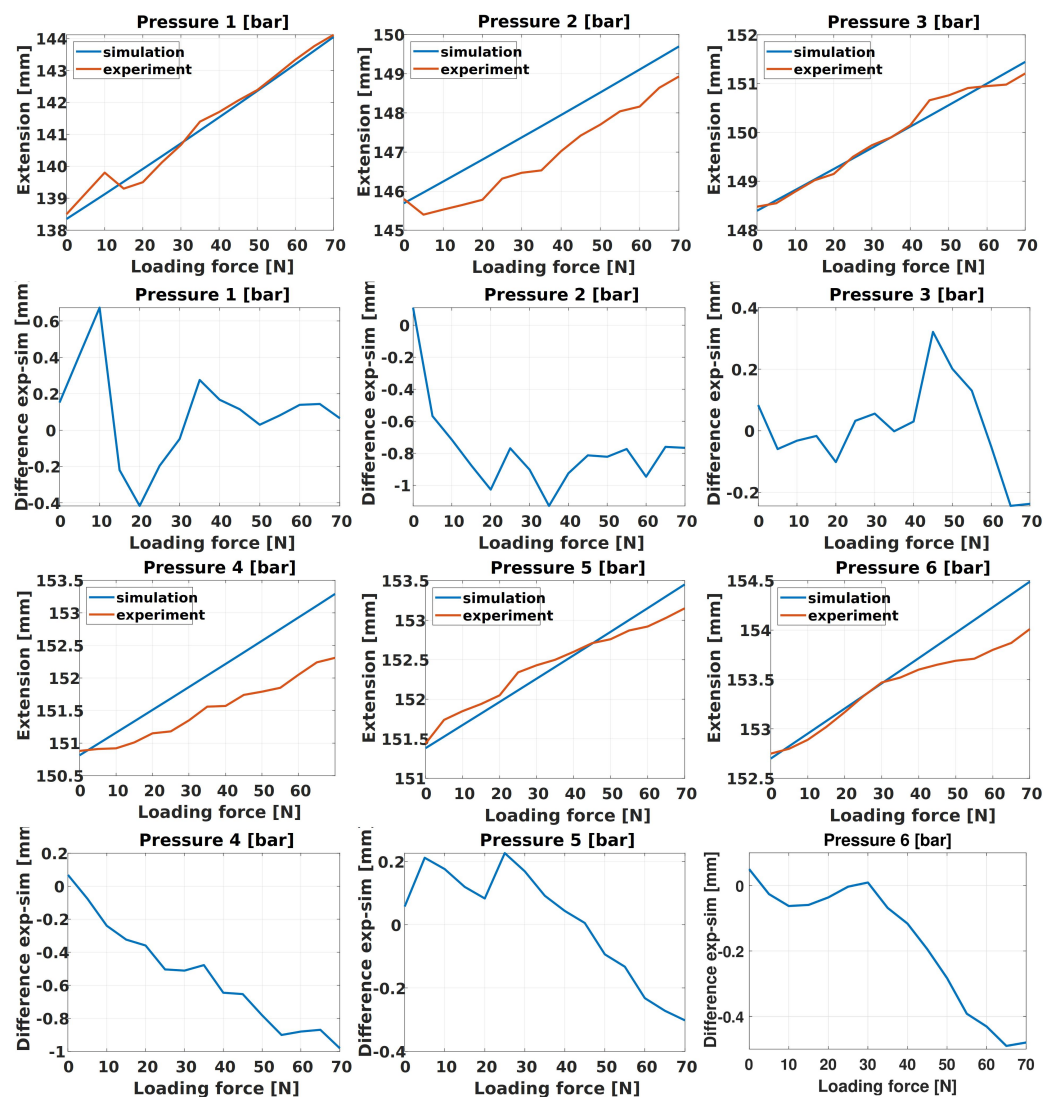 Pressure 1 [bar]
Extension [mm]
144
143
142
141
140
139
138
simulation
experiment
0 10 20 30 40 50 60 70
Loading force [N]
Pressure 2 [bar]
Extension [mm]
150
149
148
147
146
145
simulation
experiment
0 10 20 30 40 50 60 70
Loading force [N]
Pressure 3 [bar]
Extension [mm]
152
151
150
149
148
simulation
experiment
0 10 20 30 40 50 60 70
Loading force [N]
Pressure 1 [bar]
Difference exp-sim [mm
0.6
0.4
0.2
0
-0.2
-0.4
0 10 20 30 40 50 60 70
Loading force [N]
Pressure 2 [bar]
Difference exp-sim [mm
0
-0.2
-0.4
-0.6
-0.8
-1
0 10 20 30 40 50 60 70
Loading force [N]
Pressure 3 [bar]
Difference exp-sim [mm
0.4
0.2
0
-0.2
0 10 20 30 40 50 60 70
Loading force [N]
Pressure 4 [bar]
Extension [mm]
153.5
153
152.5
152
151.5
151
150.5
simulation
experiment
0 10 20 30 40 50 60
Loading force [N]
Pressure 5 [bar]
Extension [mm]
153.5
153
152.5
152
151.5
151
simulation
experiment
0 10 20 30 40 50 60 70
Loading force [N]
Pressure 6 [bar]
Extension [mm]
154.5
154
153.5
153
152.5
simulation
experiment
0 10 20 30 40 50 60 70
Loading force [N]
Pressure 4 [bar]
Difference exp-sim [mm
0.2
0
-0.2
-0.4
-0.6
-0.8
-1
0 10 20 30 40 50 60 70
Loading force [N]
Pressure 5 [bar]
Difference exp-sim [mm
0.2
0
-0.2
-0.4
0 10 20 30 40 50 60 70
Loading force [N]
Pressure 6 [bar]
Difference exp-sim [mm]
0
-0.2
-0.4
0 10 20 30 40 50 60 70
Loading force [N]